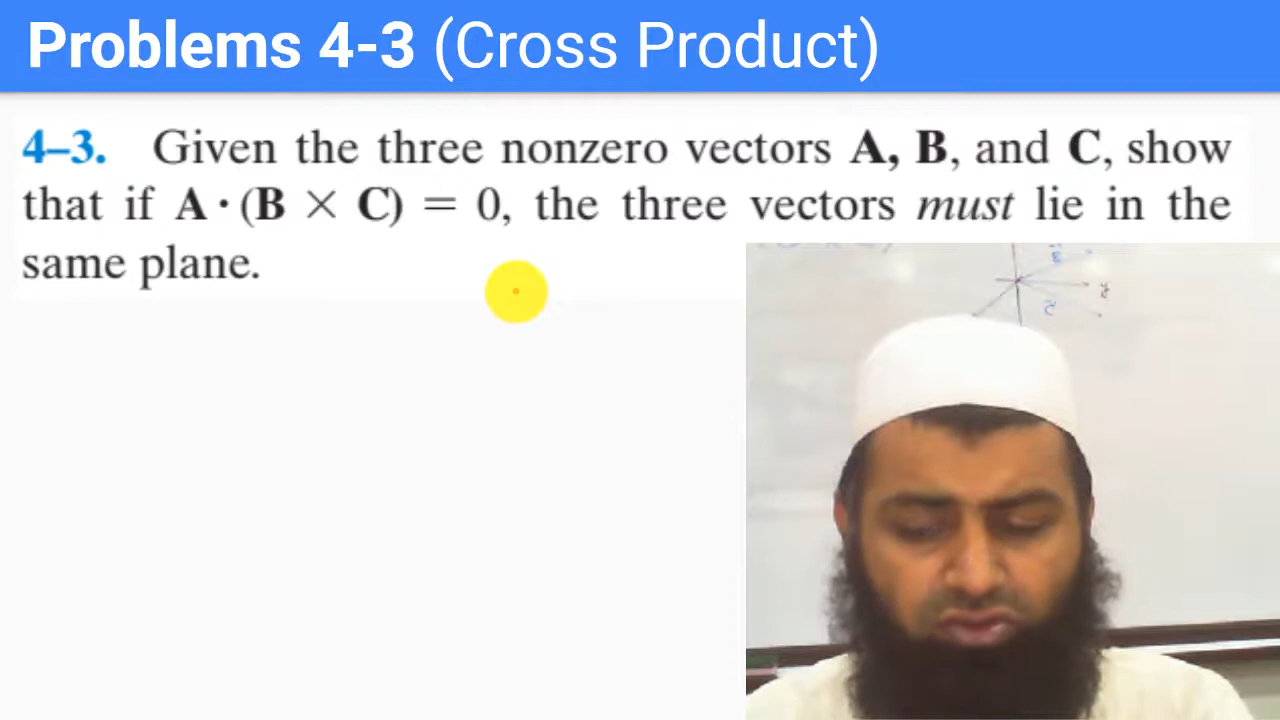 Problems 4-3 (Cross Product)
4–3. Given the three nonzero vectors A, B, and C, show
that if A · (B × C) = 0, the three vectors must lie in the
same plane.